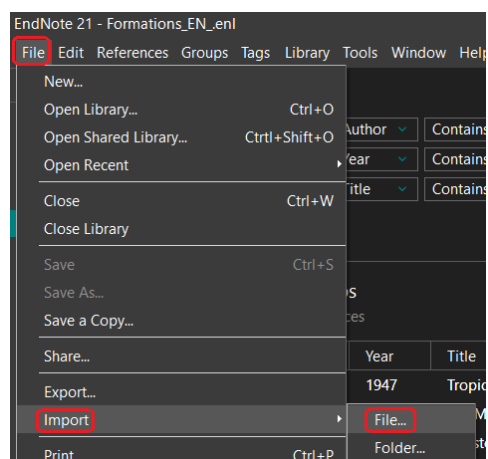 EndNote 21 - Formations_EN_.enl
File Edit References Groups Tags Library Tools Window Help
New...
Open Library... Ctrl+O
Open Shared Library... Ctrtl+Shift+O
Author Contains
Open Recent
Year Contains
Title Contains
Close Ctrl+W
Close Library
Save Ctrl+S
Save As...
Save a Copy...
Share...
Year Title
Export...
1947 Tropic
Import
File...
Folder...
Print Ctrl+P